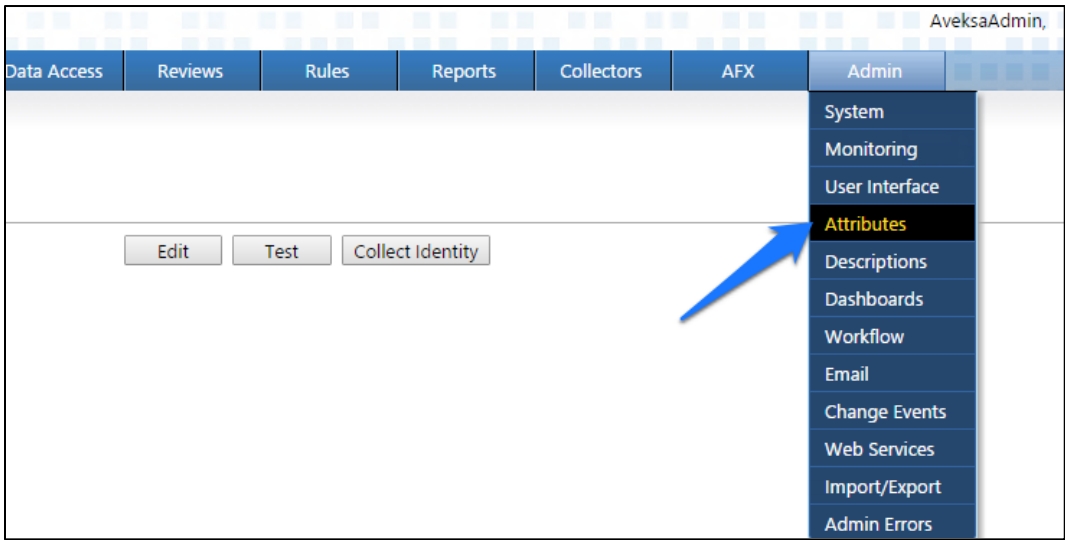 AveksaAdmin,
Data Access Reviews Rules Reports Collectors AFX Admin
System
Monitoring
User Interface
Attributes
Edit Test Collect Identity
Descriptions
Dashboards
Workflow
Email
Change Events
Web Services
Import/Export
Admin Errors